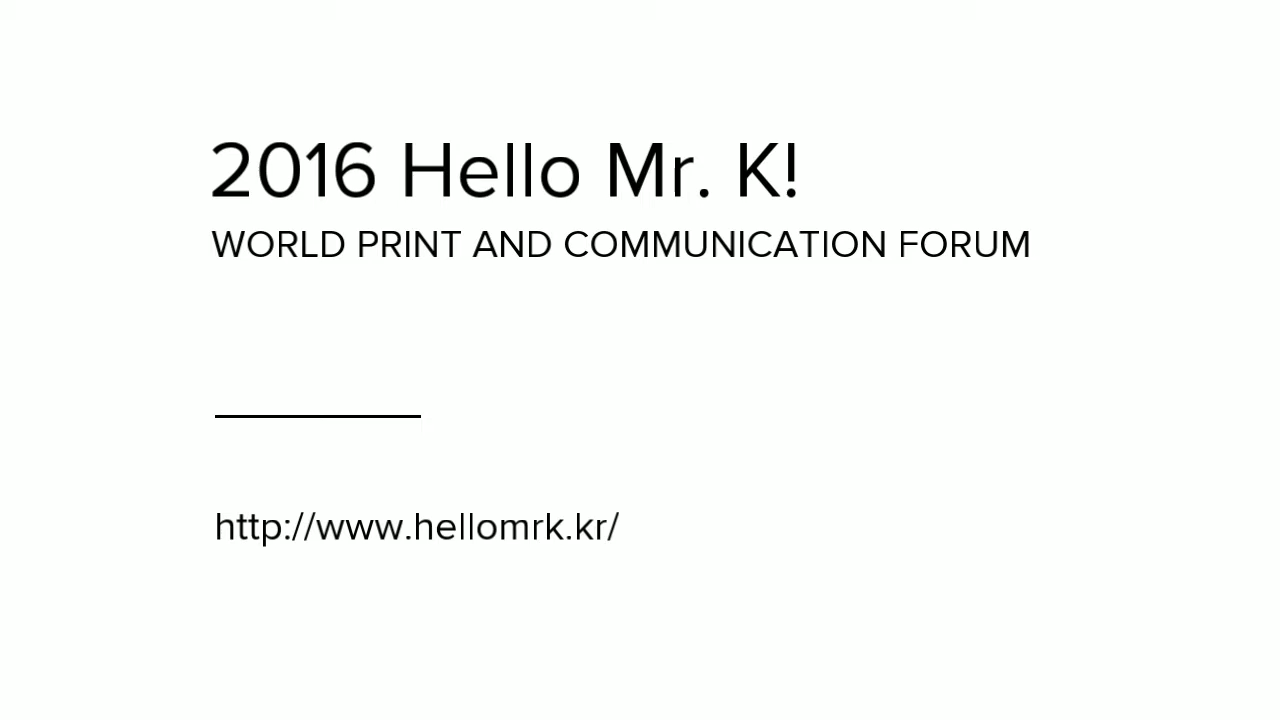 2016 Hello Mr. K!
WORLD PRINT AND COMMUNICATION FORUM
http://www.hellomrk.kr/